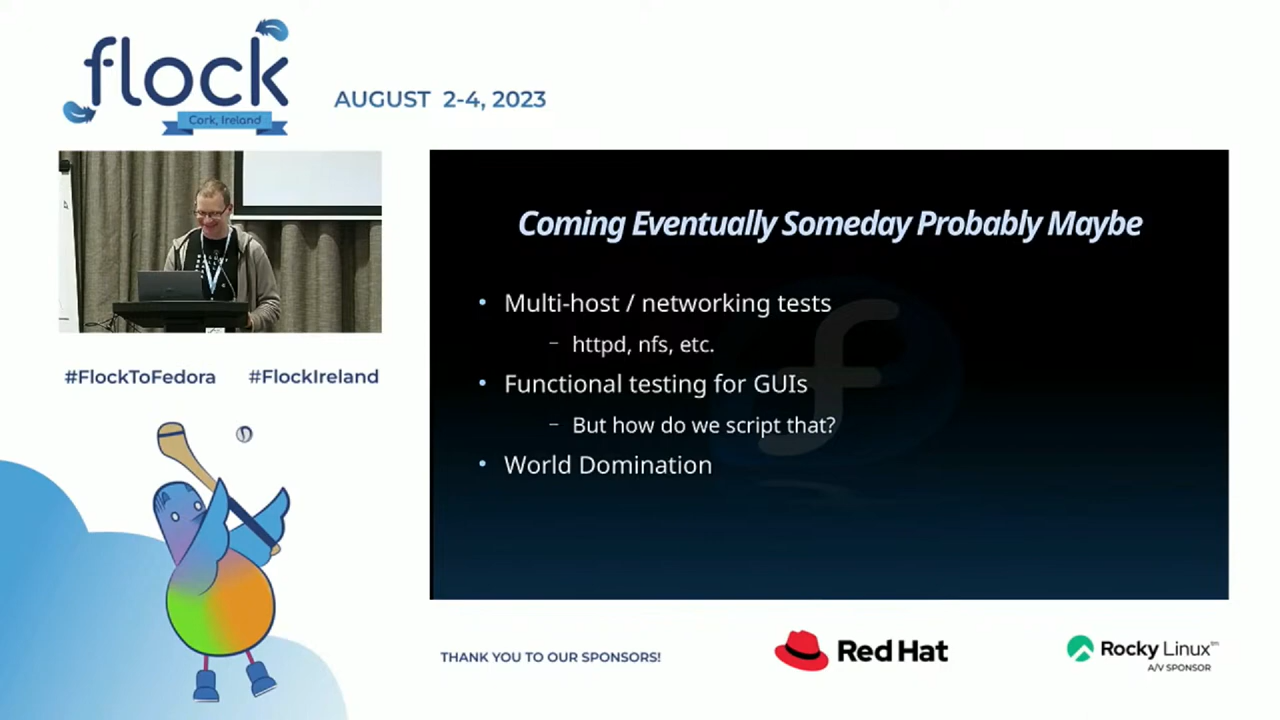 flock
Cork, Ireland
AUGUST 2-4, 2023
Coming Eventually Someday Probably Maybe
• Multi-host / networking tests
– httpd, nfs, etc.
• Functional testing for GUIs
– But how do we script that?
• World Domination
#FlockToFedora #FlockIreland
THANK YOU TO OUR SPONSORS!
Red Hat
Rocky Linux™
A/V SPONSOR